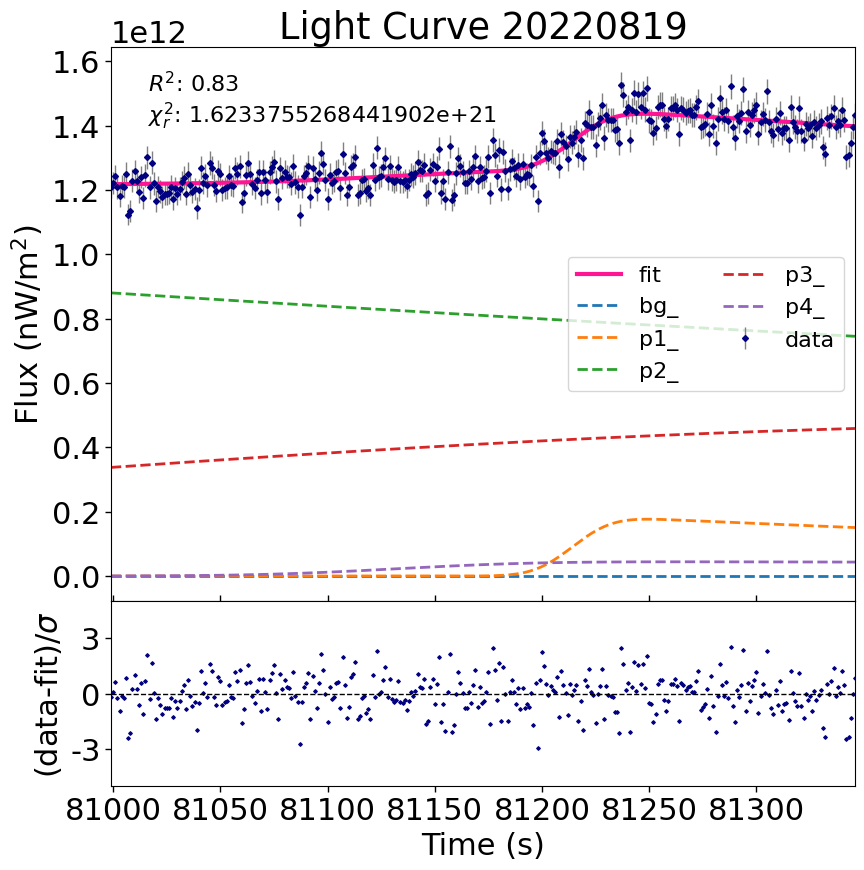 Light Curve 20220819
1e12
R²: 0.83
χ²ᵣ: 1.6233755268441902e+21
1.6
1.4
1.2
1.0
0.8
0.6
0.4
0.2
0.0
Flux (nW/m²)
fit
bg_
p1_
p2_
p3_
p4_
data
3
0
-3
(data-fit)/σ
81000 81050 81100 81150 81200 81250 81300
Time (s)